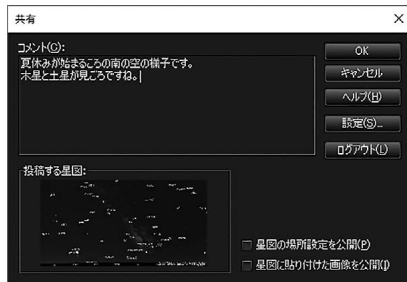 共有
コメント(C):
夏休みが始まるころの南の空の様子です。
木星と土星が見ごろですね。
OK
キャンセル
ヘルプ(H)
設定(S)...
ログアウト(L)
投稿する星図:
星図の場所設定を公開(P)
星図に貼り付けた画像を公開(I)